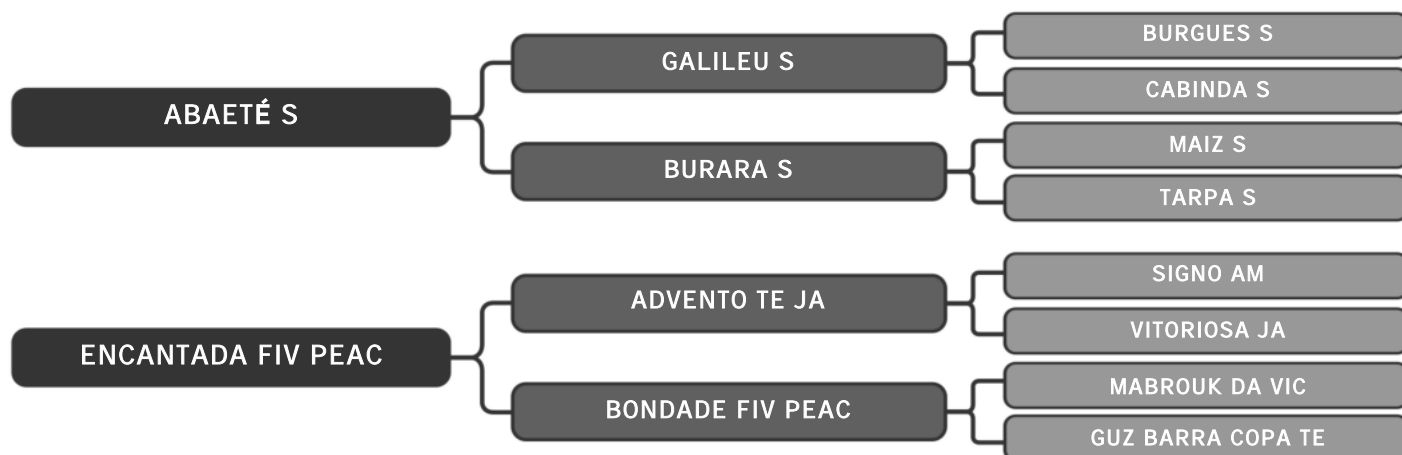 ABAETÉ S
GALILEU S
BURGUES S
CABINDA S
BURARA S
MAIZ S
TARPA S
ENCANTADA FIV PEAC
ADVENTO TE JA
SIGNO AM
VITORIOSA JA
BONDADE FIV PEAC
MABROUK DA VIC
GUZ BARRA COPA TE